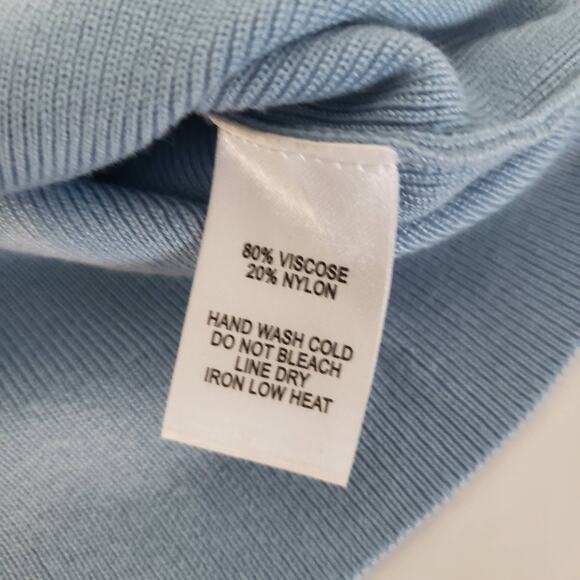 80% VISCOSE
20% NYLON
HAND WASH COLD
DO NOT BLEACH
LINE DRY
IRON LOW HEAT